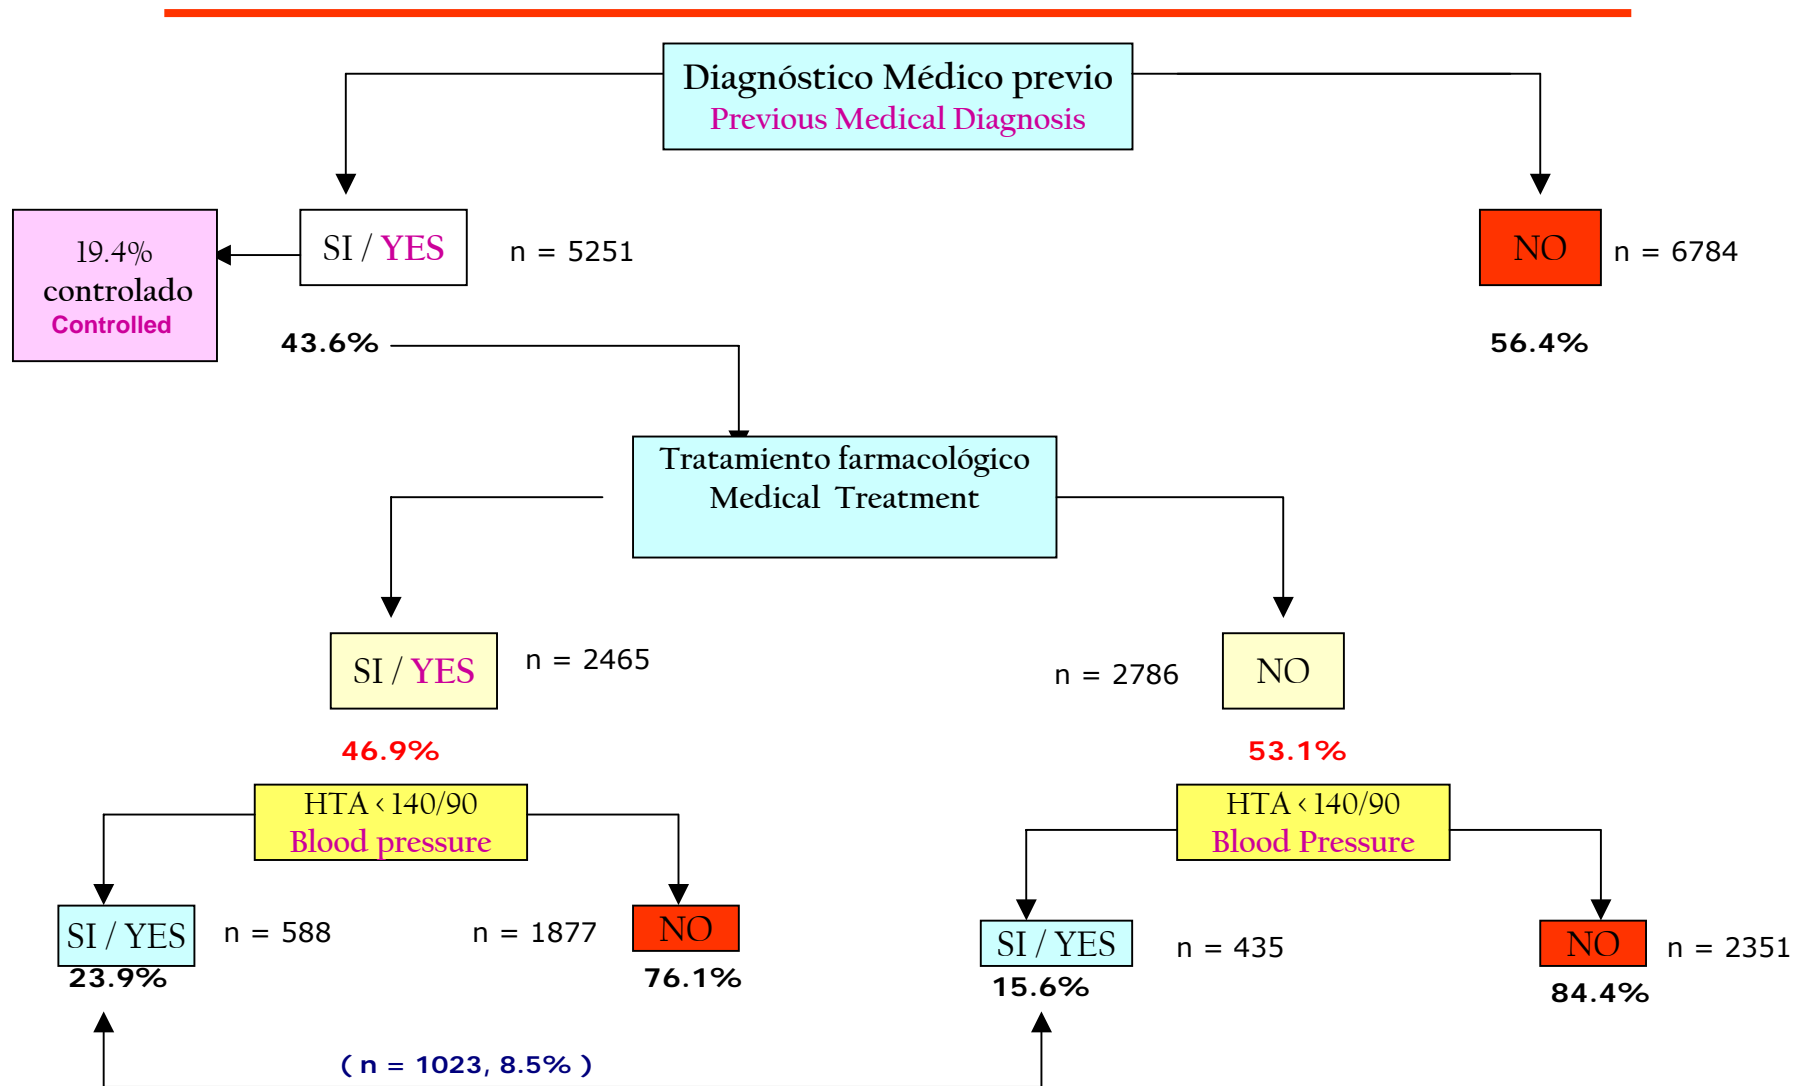 Diagnóstico Médico previo
Previous Medical Diagnosis
19.4%
controlado
Controlled
SI / YES
n = 5251
NO
n = 6784
43.6%
56.4%
Tratamiento farmacológico
Medical Treatment
SI / YES
n = 2465
n = 2786
NO
46.9%
53.1%
HTA < 140/90
Blood pressure
HTA < 140/90
Blood Pressure
SI / YES
n = 588
n = 1877
NO
SI / YES
n = 435
NO
n = 2351
23.9%
76.1%
15.6%
84.4%
( n = 1023, 8.5% )